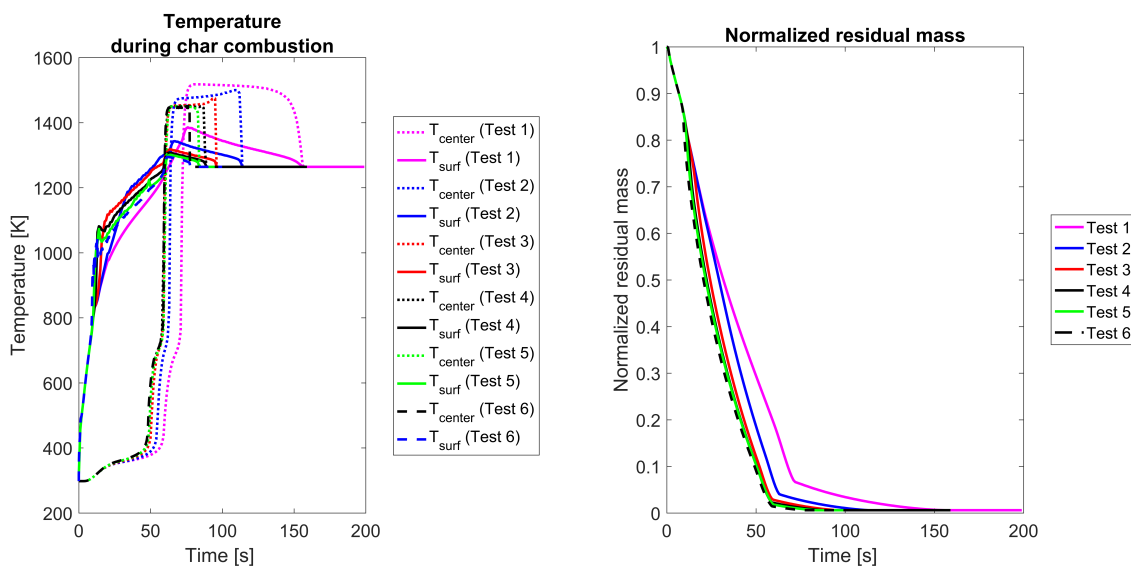 Temperature
during char combustion
1600
1400
1200
1000
800
600
400
200
Temperature [K]
0
50
100
150
200
Time [s]
T_center (Test 1)
T_surf (Test 1)
T_center (Test 2)
T_surf (Test 2)
T_center (Test 3)
T_surf (Test 3)
T_center (Test 4)
T_surf (Test 4)
T_center (Test 5)
T_surf (Test 5)
T_center (Test 6)
T_surf (Test 6)
Normalized residual mass
1
0.9
0.8
0.7
0.6
0.5
0.4
0.3
0.2
0.1
0
Normalized residual mass
0
50
100
150
200
Time [s]
Test 1
Test 2
Test 3
Test 4
Test 5
Test 6